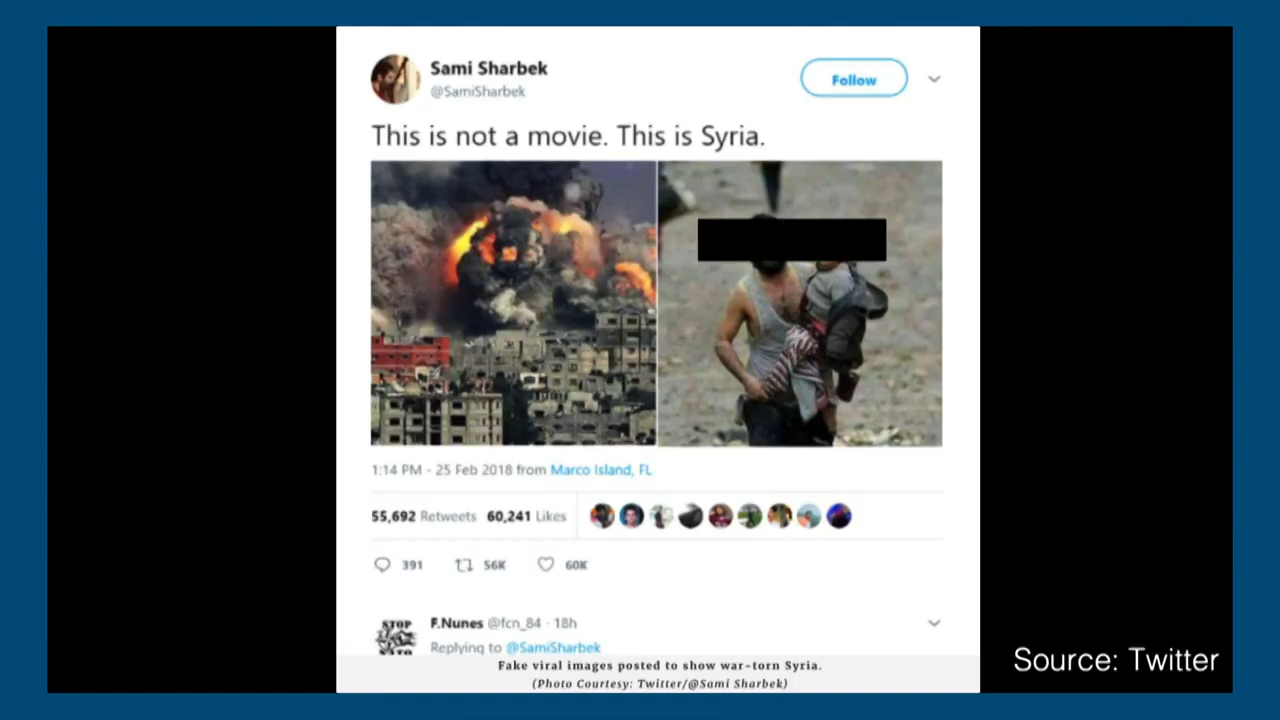 Sami Sharbek
@SamiSharbek
Follow
This is not a movie. This is Syria.
1:14 PM - 25 Feb 2018 from Marco Island, FL
55,692 Retweets 60,241 Likes
391 56K 60K
STOP
NATO
F.Nunes @fcn_84 · 18h
Replying to @SamiSharbek
Fake viral images posted to show war-torn Syria.
(Photo Courtesy: Twitter/@Sami Sharbek)
Source: Twitter